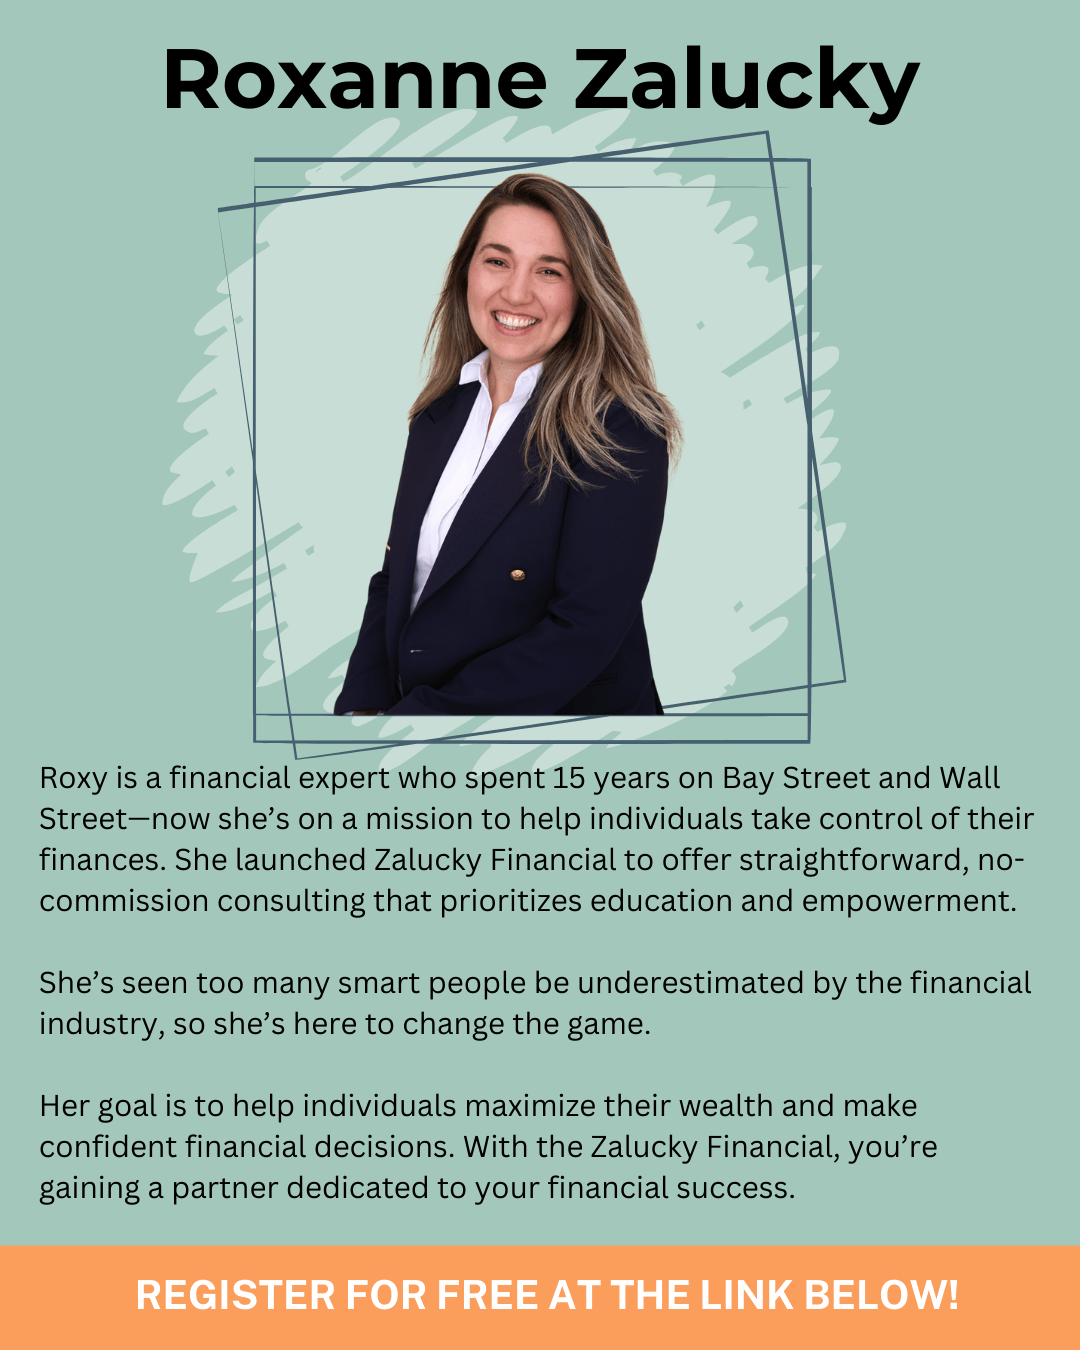 Roxanne Zalucky
Roxy is a financial expert who spent 15 years on Bay Street and Wall
Street—now she’s on a mission to help individuals take control of their
finances. She launched Zalucky Financial to offer straightforward, no-
commission consulting that prioritizes education and empowerment.
She’s seen too many smart people be underestimated by the financial
industry, so she’s here to change the game.
Her goal is to help individuals maximize their wealth and make
confident financial decisions. With the Zalucky Financial, you’re
gaining a partner dedicated to your financial success.
REGISTER FOR FREE AT THE LINK BELOW!